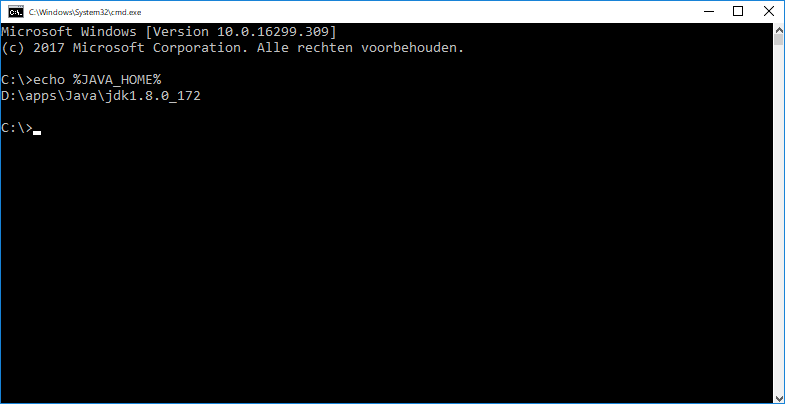 C:\Windows\System32\cmd.exe
Microsoft Windows [Version 10.0.16299.309]
(c) 2017 Microsoft Corporation. Alle rechten voorbehouden.
C:\>echo %JAVA_HOME%
D:\apps\Java\jdk1.8.0_172
C:\>